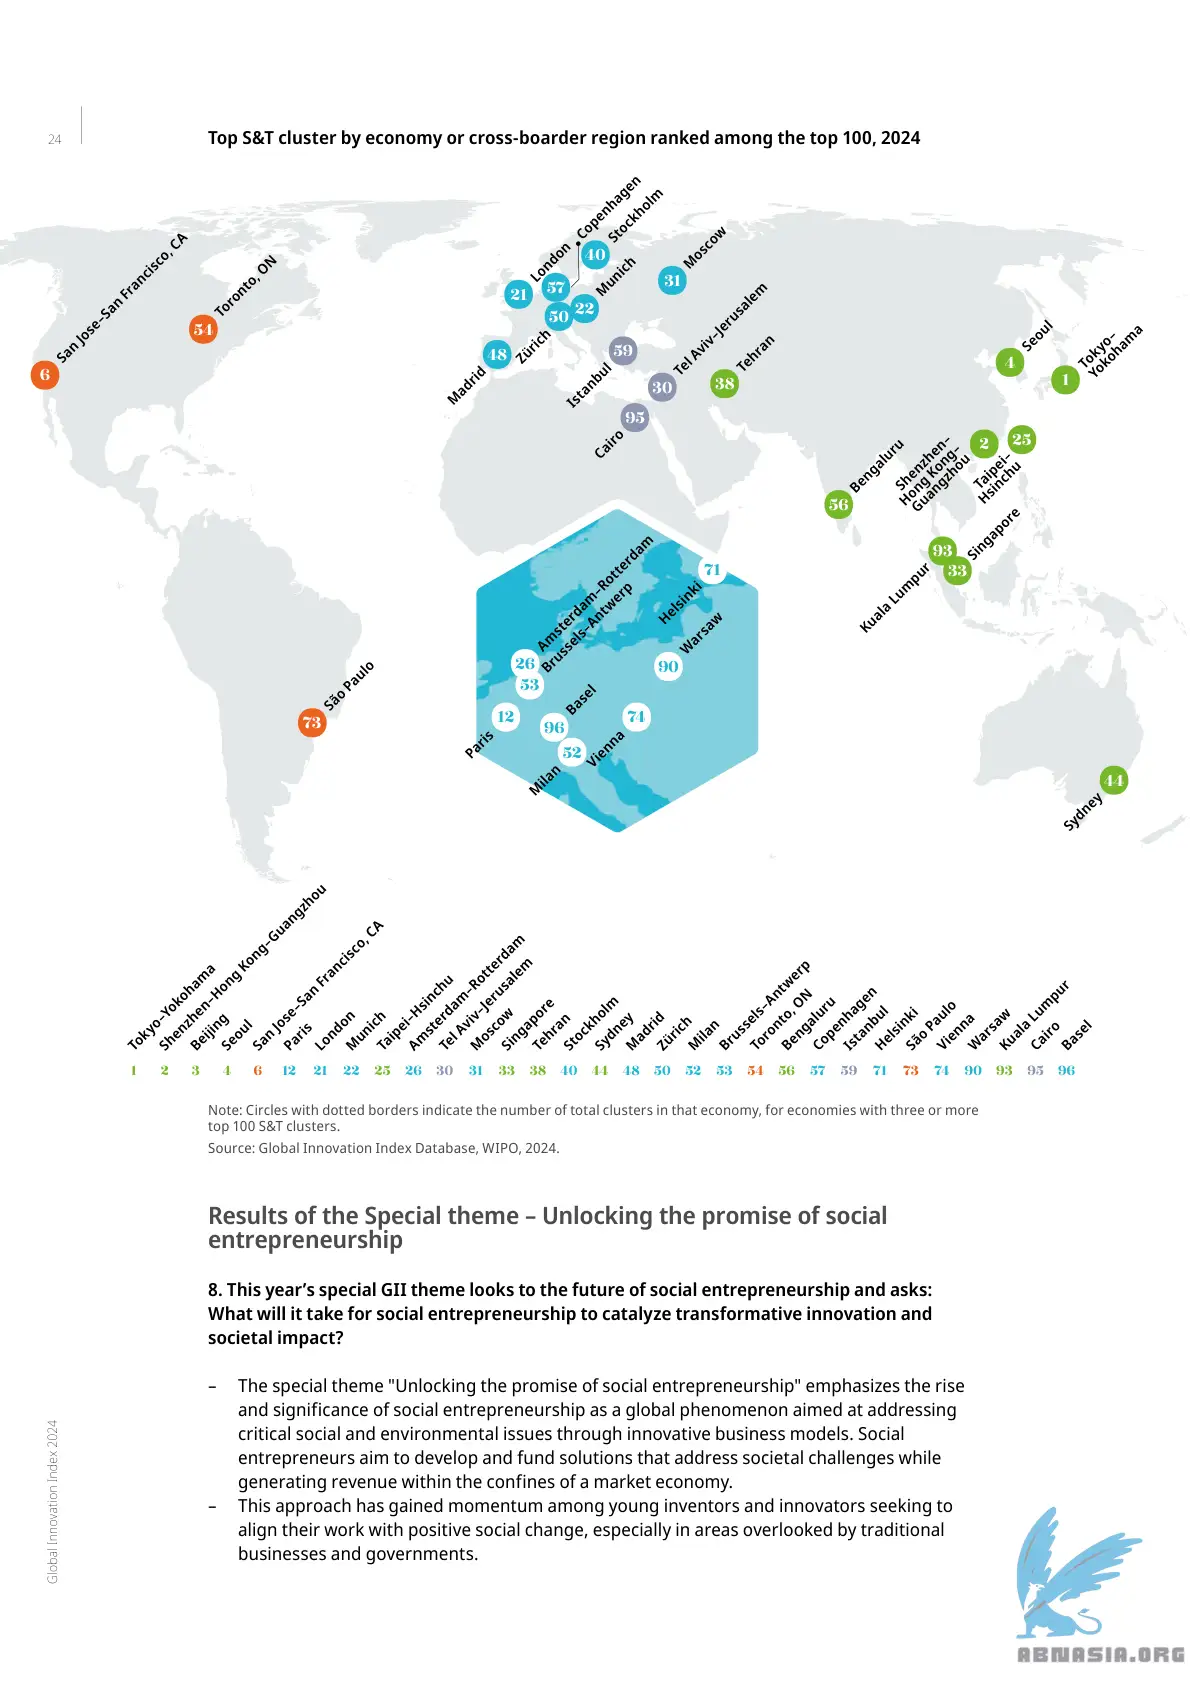 24
Top S&T cluster by economy or cross-boarder region ranked among the top 100, 2024
6
San Jose–San Francisco, CA
54
Toronto, ON
21
London
57
Copenhagen
40
Stockholm
50
Zürich
22
Munich
31
Moscow
48
Madrid
59
Istanbul
30
Tel Aviv–Jerusalem
38
Tehran
95
Cairo
4
Seoul
1
Tokyo–
Yokohama
2
Shenzhen–
Hong Kong–
Guangzhou
25
Taipei–
Hsinchu
56
Bengaluru
93
Kuala Lumpur
33
Singapore
73
São Paulo
44
Sydney
71
Helsinki
26
Amsterdam–Rotterdam
53
Brussels–Antwerp
90
Warsaw
12
Paris
96
Basel
74
Vienna
52
Milan
Tokyo–Yokohama
Shenzhen–Hong Kong–Guangzhou
Beijing
Seoul
San Jose–San Francisco, CA
Paris
London
Munich
Taipei–Hsinchu
Amsterdam–Rotterdam
Tel Aviv–Jerusalem
Moscow
Singapore
Tehran
Stockholm
Sydney
Madrid
Zürich
Milan
Brussels–Antwerp
Toronto, ON
Bengaluru
Copenhagen
Istanbul
Helsinki
São Paulo
Vienna
Warsaw
Kuala Lumpur
Cairo
Basel
1 2 3 4 6 12 21 22 25 26 30 31 33 38 40 44 48 50 52 53 54 56 57 59 71 73 74 90 93 95 96
Note: Circles with dotted borders indicate the number of total clusters in that economy, for economies with three or more
top 100 S&T clusters.
Source: Global Innovation Index Database, WIPO, 2024.
Results of the Special theme – Unlocking the promise of social
entrepreneurship
8. This year’s special GII theme looks to the future of social entrepreneurship and asks:
What will it take for social entrepreneurship to catalyze transformative innovation and
societal impact?
– The special theme "Unlocking the promise of social entrepreneurship" emphasizes the rise
and significance of social entrepreneurship as a global phenomenon aimed at addressing
critical social and environmental issues through innovative business models. Social
entrepreneurs aim to develop and fund solutions that address societal challenges while
generating revenue within the confines of a market economy.
– This approach has gained momentum among young inventors and innovators seeking to
align their work with positive social change, especially in areas overlooked by traditional
businesses and governments.
Global Innovation Index 2024
ABNASIA.ORG